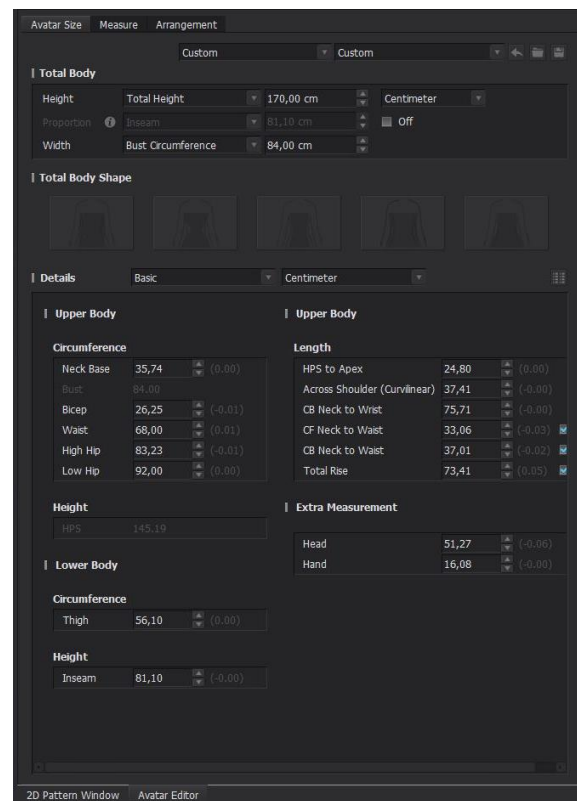 Avatar Size Measure Arrangement
Custom Custom
Total Body
Height Total Height 170,00 cm Centimeter
Proportion Inseam 81,10 cm Off
Width Bust Circumference 84,00 cm
Total Body Shape
Details Basic Centimeter
Upper Body
Circumference
Neck Base 35,74 (0.00)
Bust 84.00
Bicep 26,25 (-0.01)
Waist 68,00 (0.01)
High Hip 83,23 (-0.01)
Low Hip 92,00 (0.00)
Height
HPS 145.19
Lower Body
Circumference
Thigh 56,10 (0.00)
Height
Inseam 81,10 (-0.00)
Upper Body
Length
HPS to Apex 24,80 (0.00)
Across Shoulder (Curvilinear) 37,41 (-0.00)
CB Neck to Wrist 75,71 (-0.00)
CF Neck to Waist 33,06 (-0.03)
CB Neck to Waist 37,01 (-0.02)
Total Rise 73,41 (0.05)
Extra Measurement
Head 51,27 (-0.06)
Hand 16,08 (-0.00)
2D Pattern Window Avatar Editor